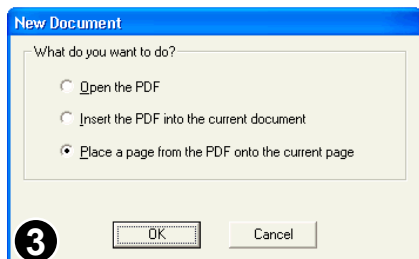 New Document
What do you want to do?
Open the PDF
Insert the PDF into the current document
Place a page from the PDF onto the current page
OK Cancel
3